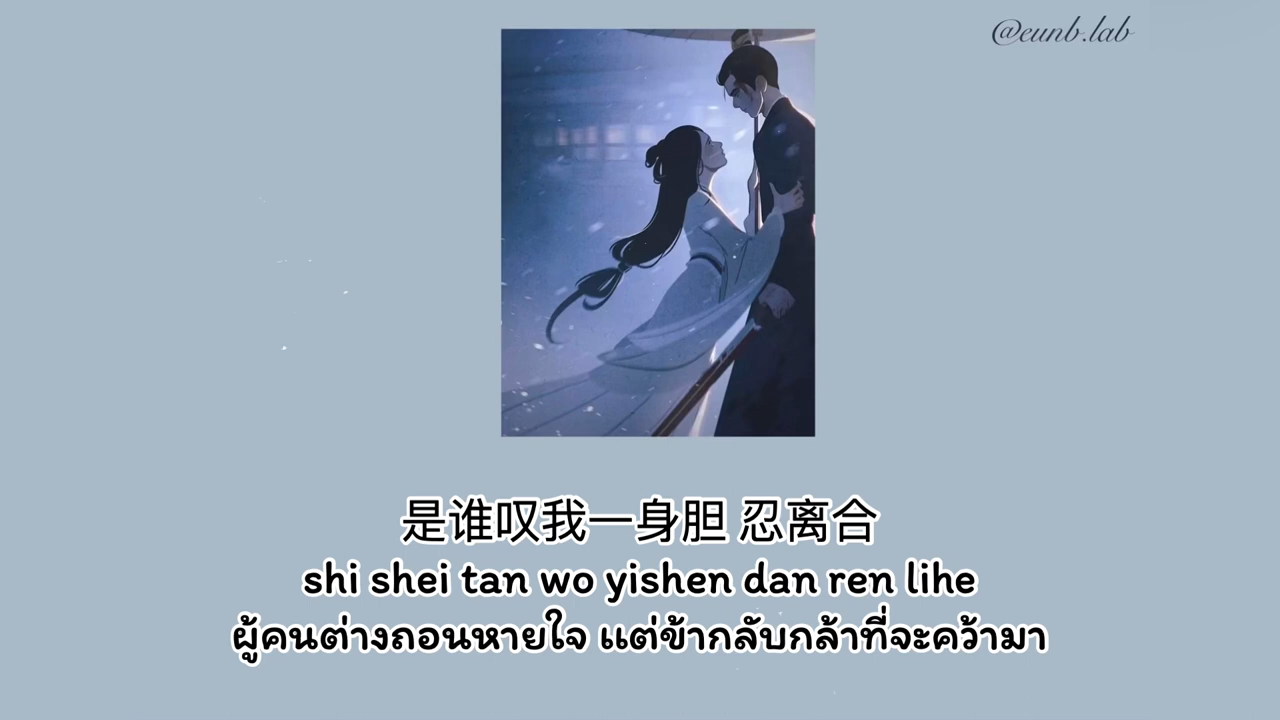 @eunb.lab
是谁叹我一身胆 忍离合
shi shei tan wo yishen dan ren lihe
ผู้คนต่างถอนหายใจ แต่ข้ากลับกล้าที่จะคว้ามา